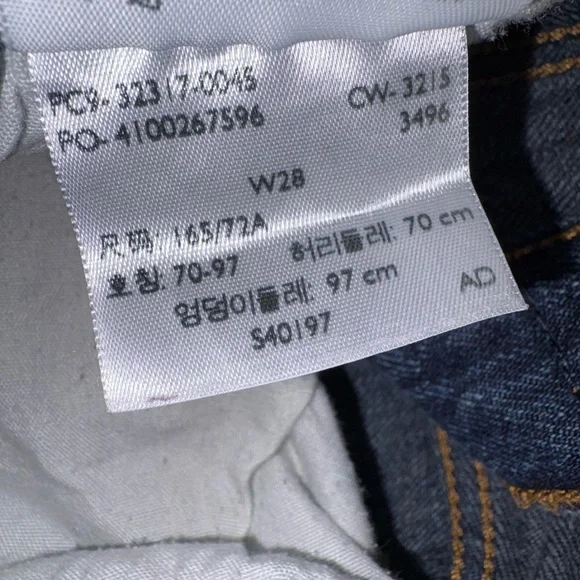 PC9-32317-0045
PO-4100267596
CW-3215
3496
W28
尺码: 165/72A
호칭: 70-97 허리둘레: 70 cm
엉덩이둘레: 97 cm
AD
S40197